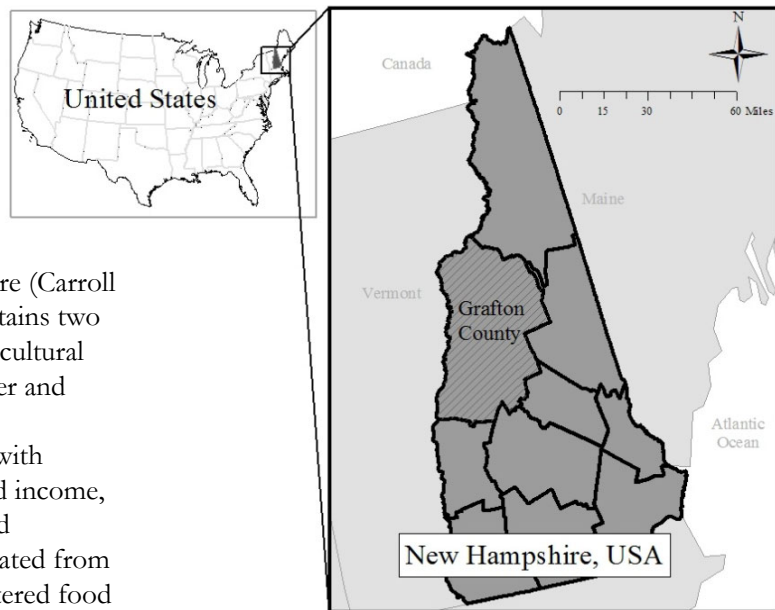 United States
re (Carroll
tains two
cultural
er and
with
d income,
d
ated from
tered food
N
Canada
0 15 30 60 Miles
Maine
Vermont
Grafton
County
Atlantic
Ocean
New Hampshire, USA